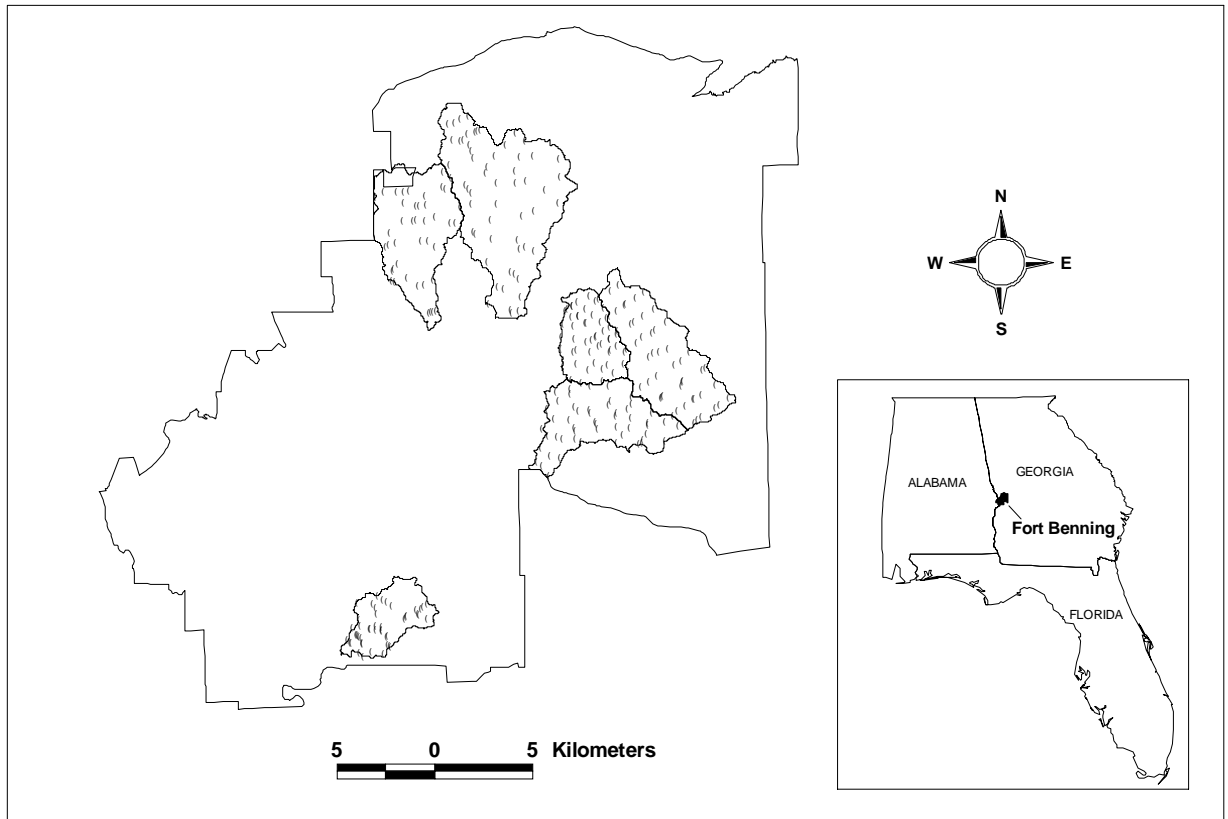 N
W E
S
ALABAMA
GEORGIA
Fort Benning
FLORIDA
5 0 5 Kilometers